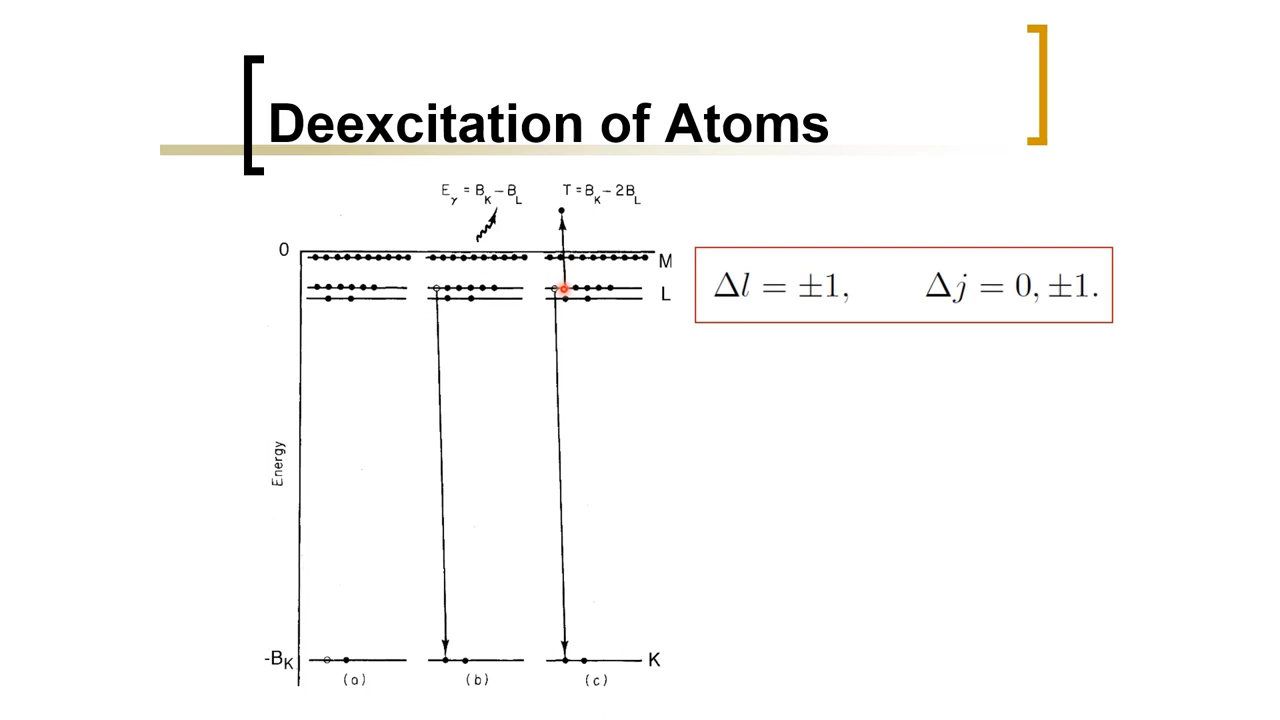 Deexcitation of Atoms
Eγ = BK − BL
T = BK − 2BL
0
M
L
Δl = ±1, Δj = 0, ±1.
Energy
-BK
K
(a) (b) (c)